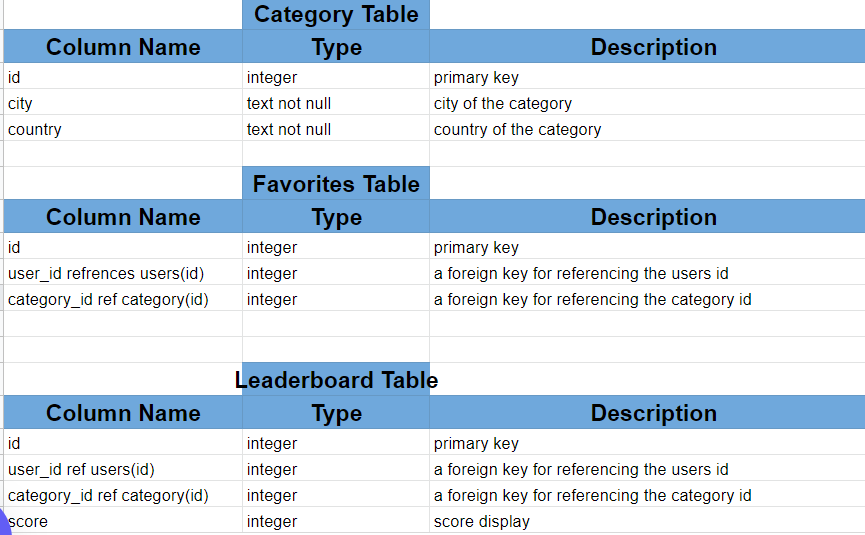 Category Table
Column Name Type Description
id integer primary key
city text not null city of the category
country text not null country of the category
Favorites Table
Column Name Type Description
id integer primary key
user_id refrences users(id) integer a foreign key for referencing the users id
category_id ref category(id) integer a foreign key for referencing the category id
Leaderboard Table
Column Name Type Description
id integer primary key
user_id ref users(id) integer a foreign key for referencing the users id
category_id ref category(id) integer a foreign key for referencing the category id
score integer score display